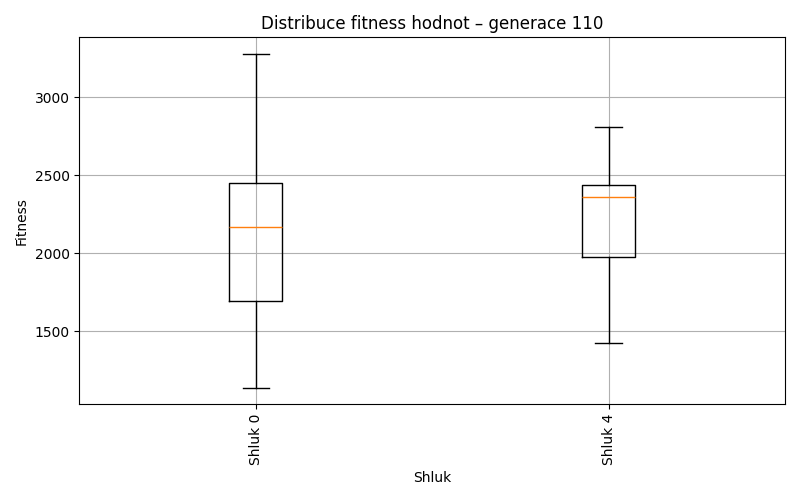 Distribuce fitness hodnot – generace 110
Fitness
3000
2500
2000
1500
Shluk 0
Shluk 4
Shluk